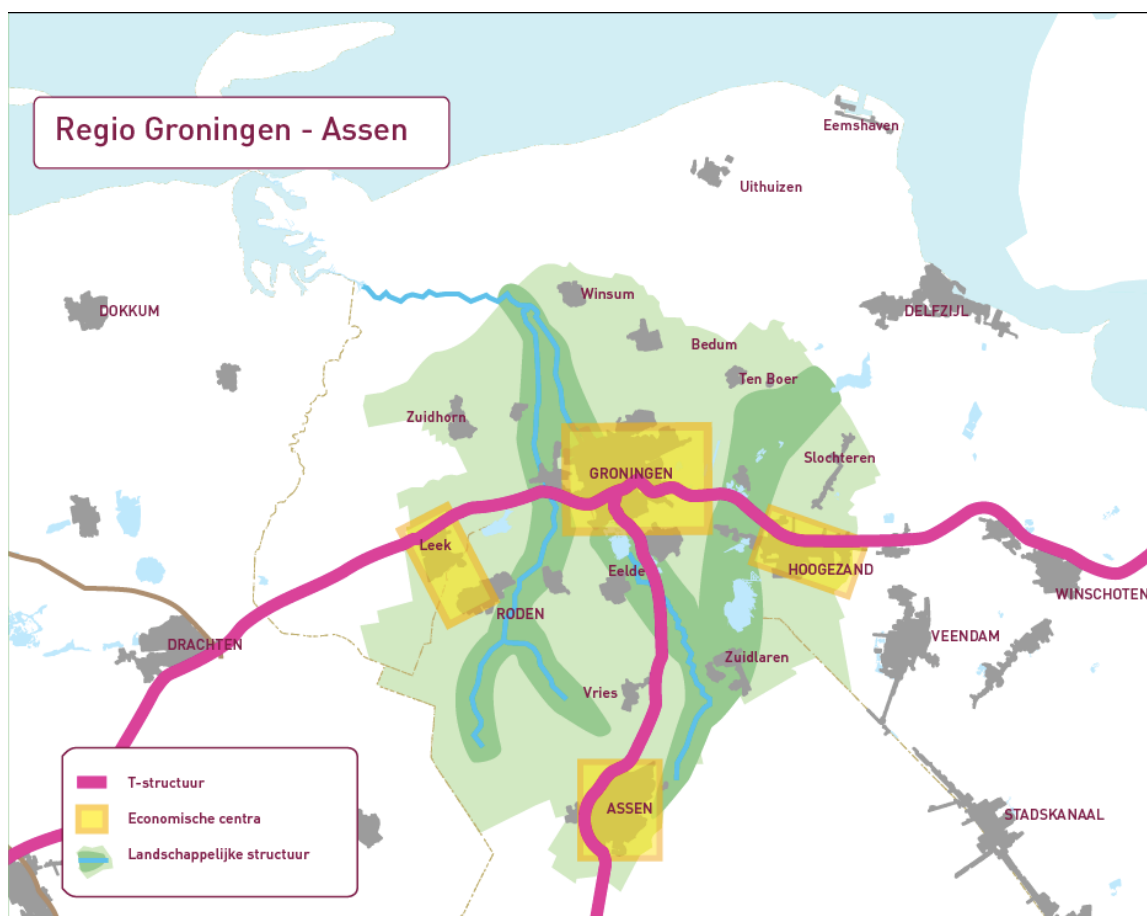 Regio Groningen - Assen
Eemshaven
Uithuizen
Winsum
DOKKUM
DELFZIJL
Bedum
Ten Boer
Zuidhorn
Slochteren
GRONINGEN
Leek
HOOGEZAND
Eelde
WINSCHOTEN
RODEN
DRACHTEN
VEENDAM
Zuidlaren
Vries
T-structuur
ASSEN
STADSKANAAL
Economische centra
Landschappelijke structuur